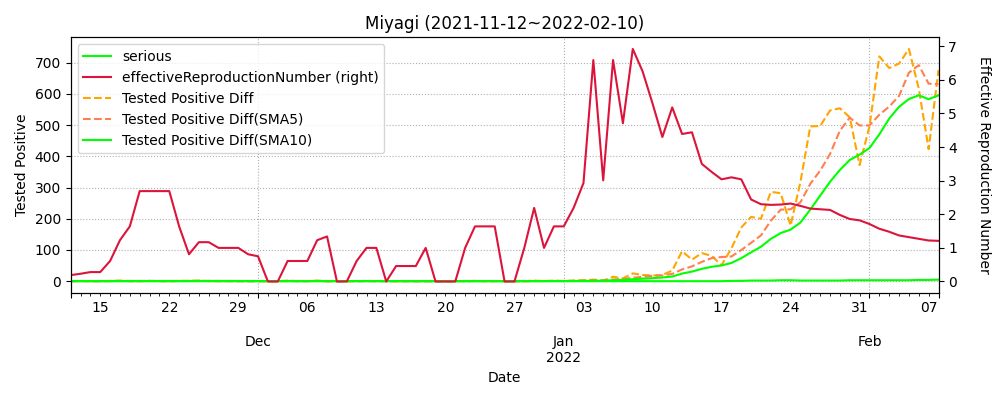 Miyagi (2021-11-12~2022-02-10)
serious
effectiveReproductionNumber (right)
Tested Positive Diff
Tested Positive Diff(SMA5)
Tested Positive Diff(SMA10)
Tested Positive
700
600
500
400
300
200
100
0
7
6
5
4
3
2
1
0
Effective Reproduction Number
15 22 29 06 13 20 27 03 10 17 24 31 07
Dec Jan Feb
2022
Date